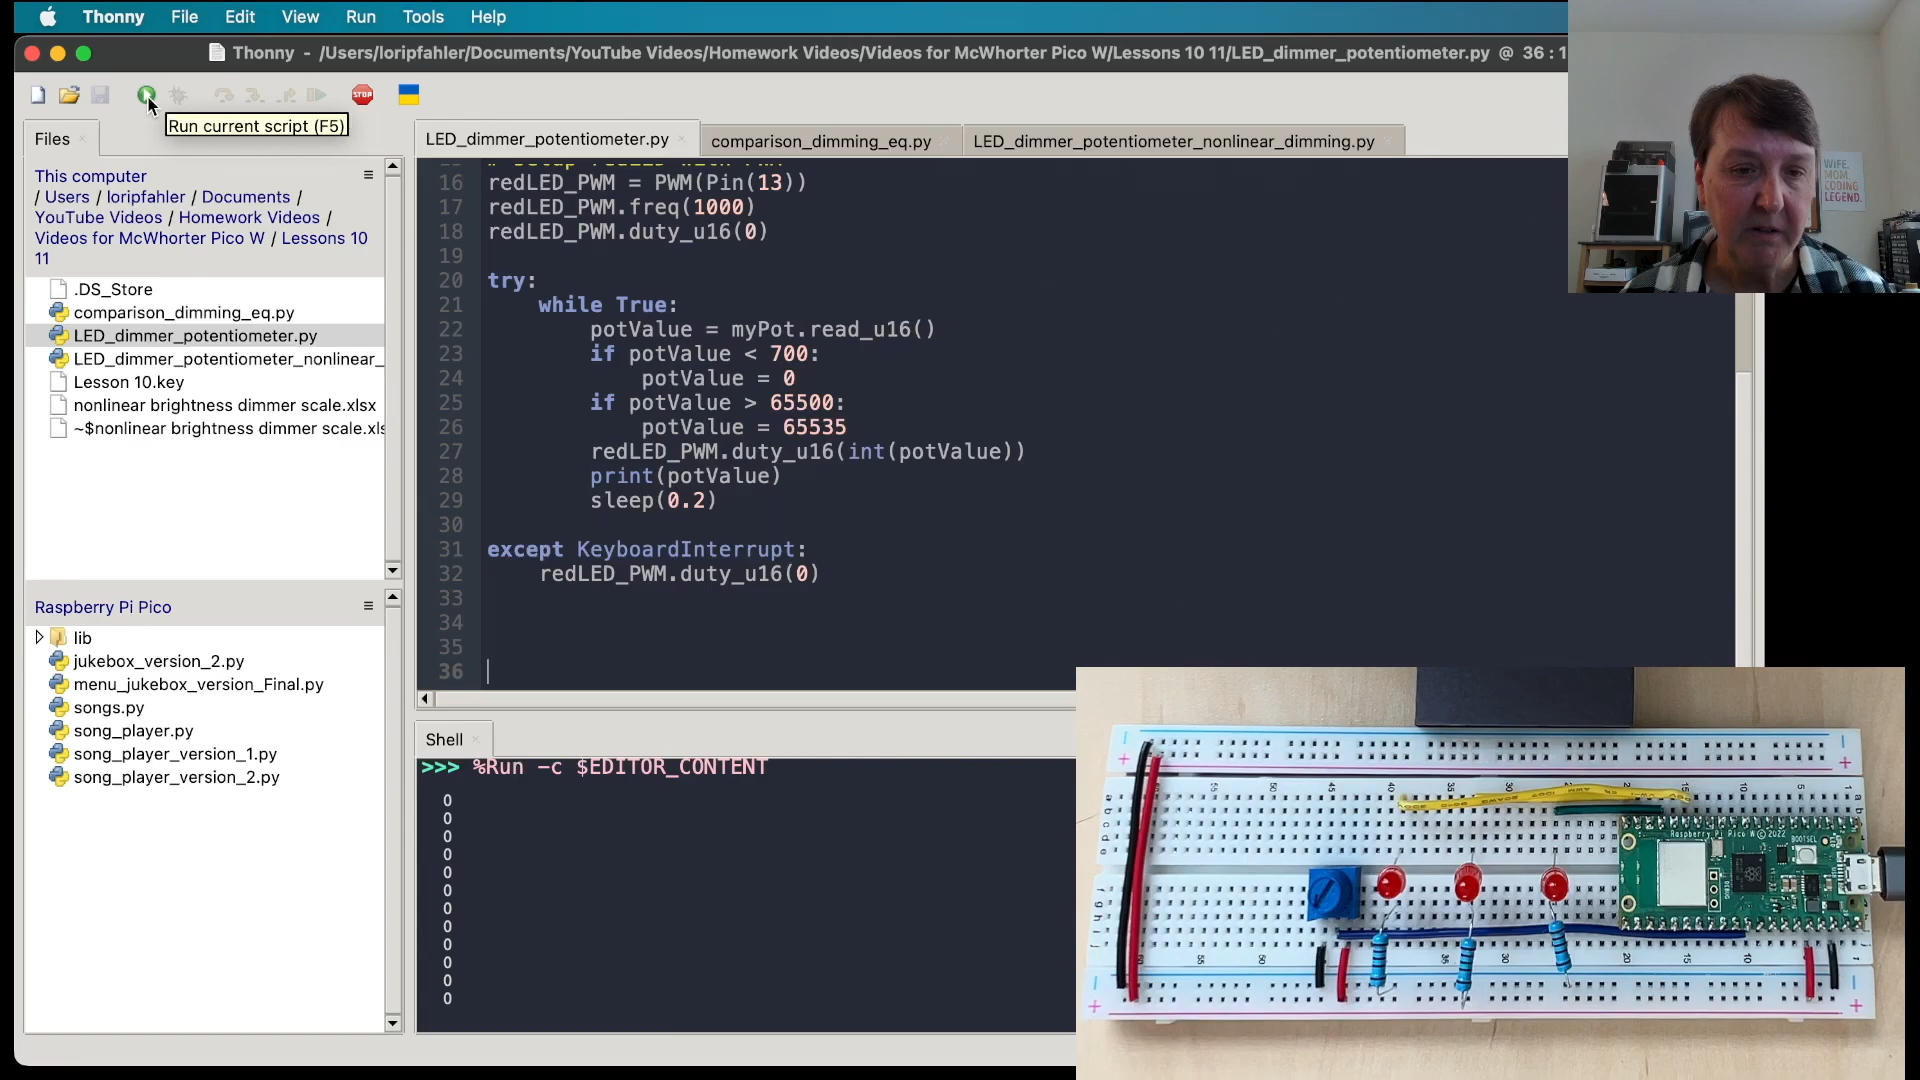 Thonny File Edit View Run Tools Help
Thonny - /Users/loripfahler/Documents/YouTube Videos/Homework Videos/Videos for McWhorter Pico W/Lessons 10 11/LED_dimmer_potentiometer.py @ 36 : 1
STOP
Run current script (F5)
Files
LED_dimmer_potentiometer.py
comparison_dimming_eq.py
LED_dimmer_potentiometer_nonlinear_dimming.py
This computer
/ Users / loripfahler / Documents /
YouTube Videos / Homework Videos /
Videos for McWhorter Pico W / Lessons 10
11
.DS_Store
comparison_dimming_eq.py
LED_dimmer_potentiometer.py
LED_dimmer_potentiometer_nonlinear_
Lesson 10.key
nonlinear brightness dimmer scale.xlsx
~$nonlinear brightness dimmer scale.xls
Raspberry Pi Pico
lib
jukebox_version_2.py
menu_jukebox_version_Final.py
songs.py
song_player.py
song_player_version_1.py
song_player_version_2.py
16 redLED_PWM = PWM(Pin(13))
17 redLED_PWM.freq(1000)
18 redLED_PWM.duty_u16(0)
19
20 try:
21 while True:
22 potValue = myPot.read_u16()
23 if potValue < 700:
24 potValue = 0
25 if potValue > 65500:
26 potValue = 65535
27 redLED_PWM.duty_u16(int(potValue))
28 print(potValue)
29 sleep(0.2)
30
31 except KeyboardInterrupt:
32 redLED_PWM.duty_u16(0)
33
34
35
36
Shell
>>> %Run -c $EDITOR_CONTENT
0
0
0
0
0
0
0
0
0
0
0
0
WIFE.
MOM.
CODING
LEGEND.
Raspberry Pi Pico W © 2022
BOOTSEL